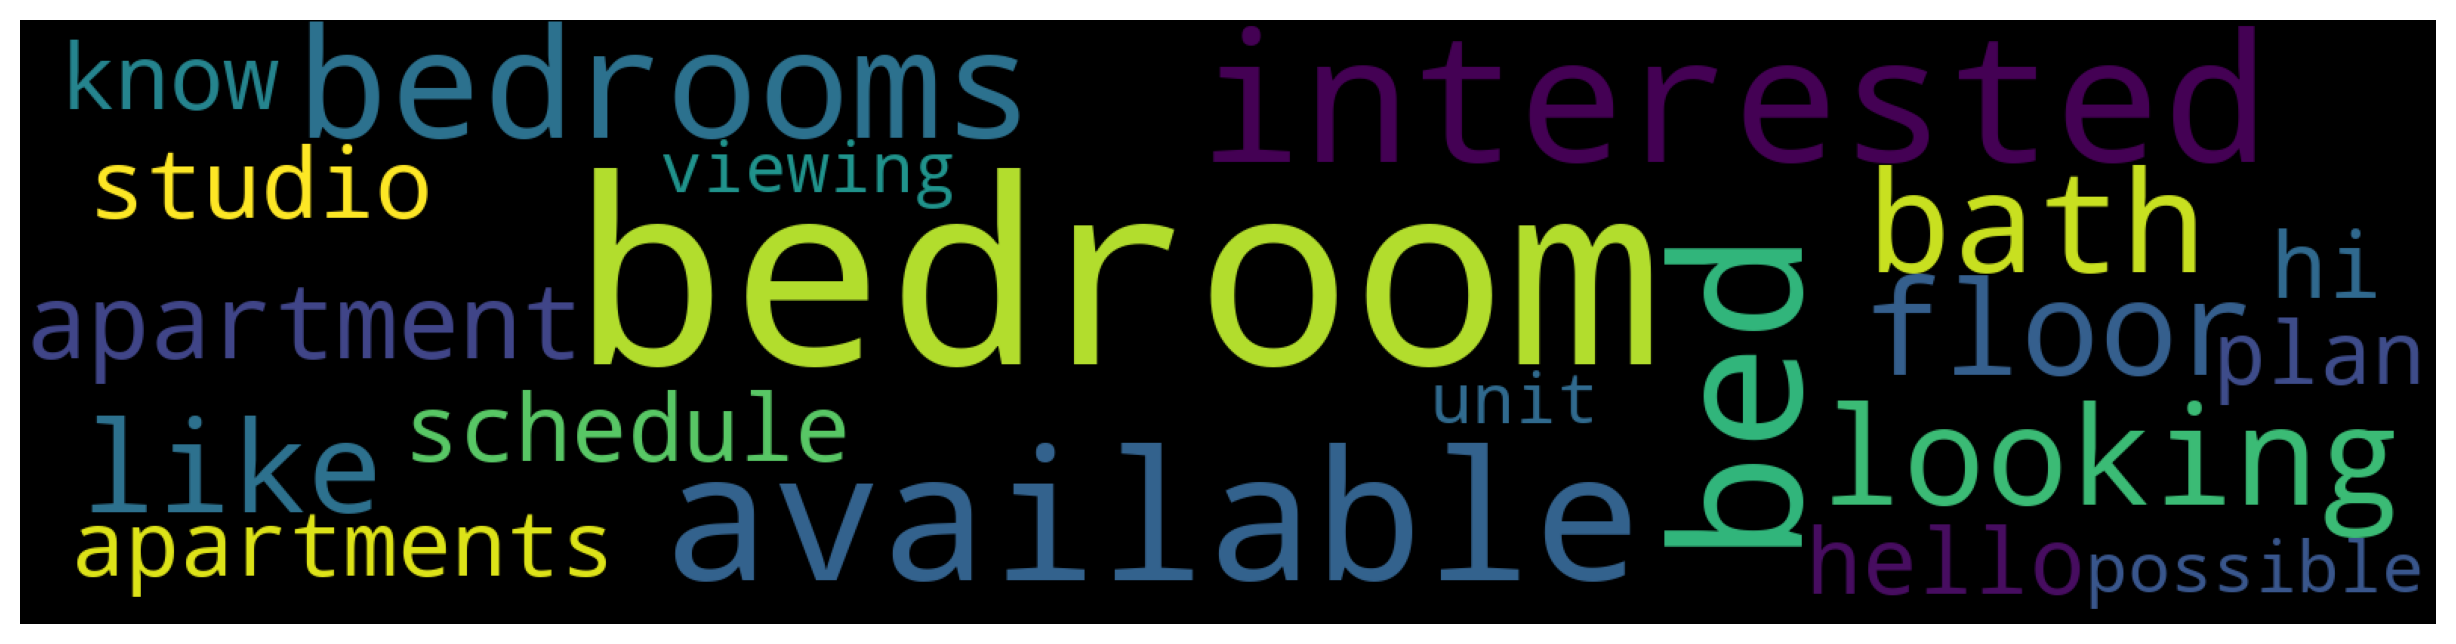 know
bedrooms
interested
studio
viewing
bedroom
bath
hi
apartment
bed
floor
plan
unit
like
schedule
looking
available
apartments
hello
possible